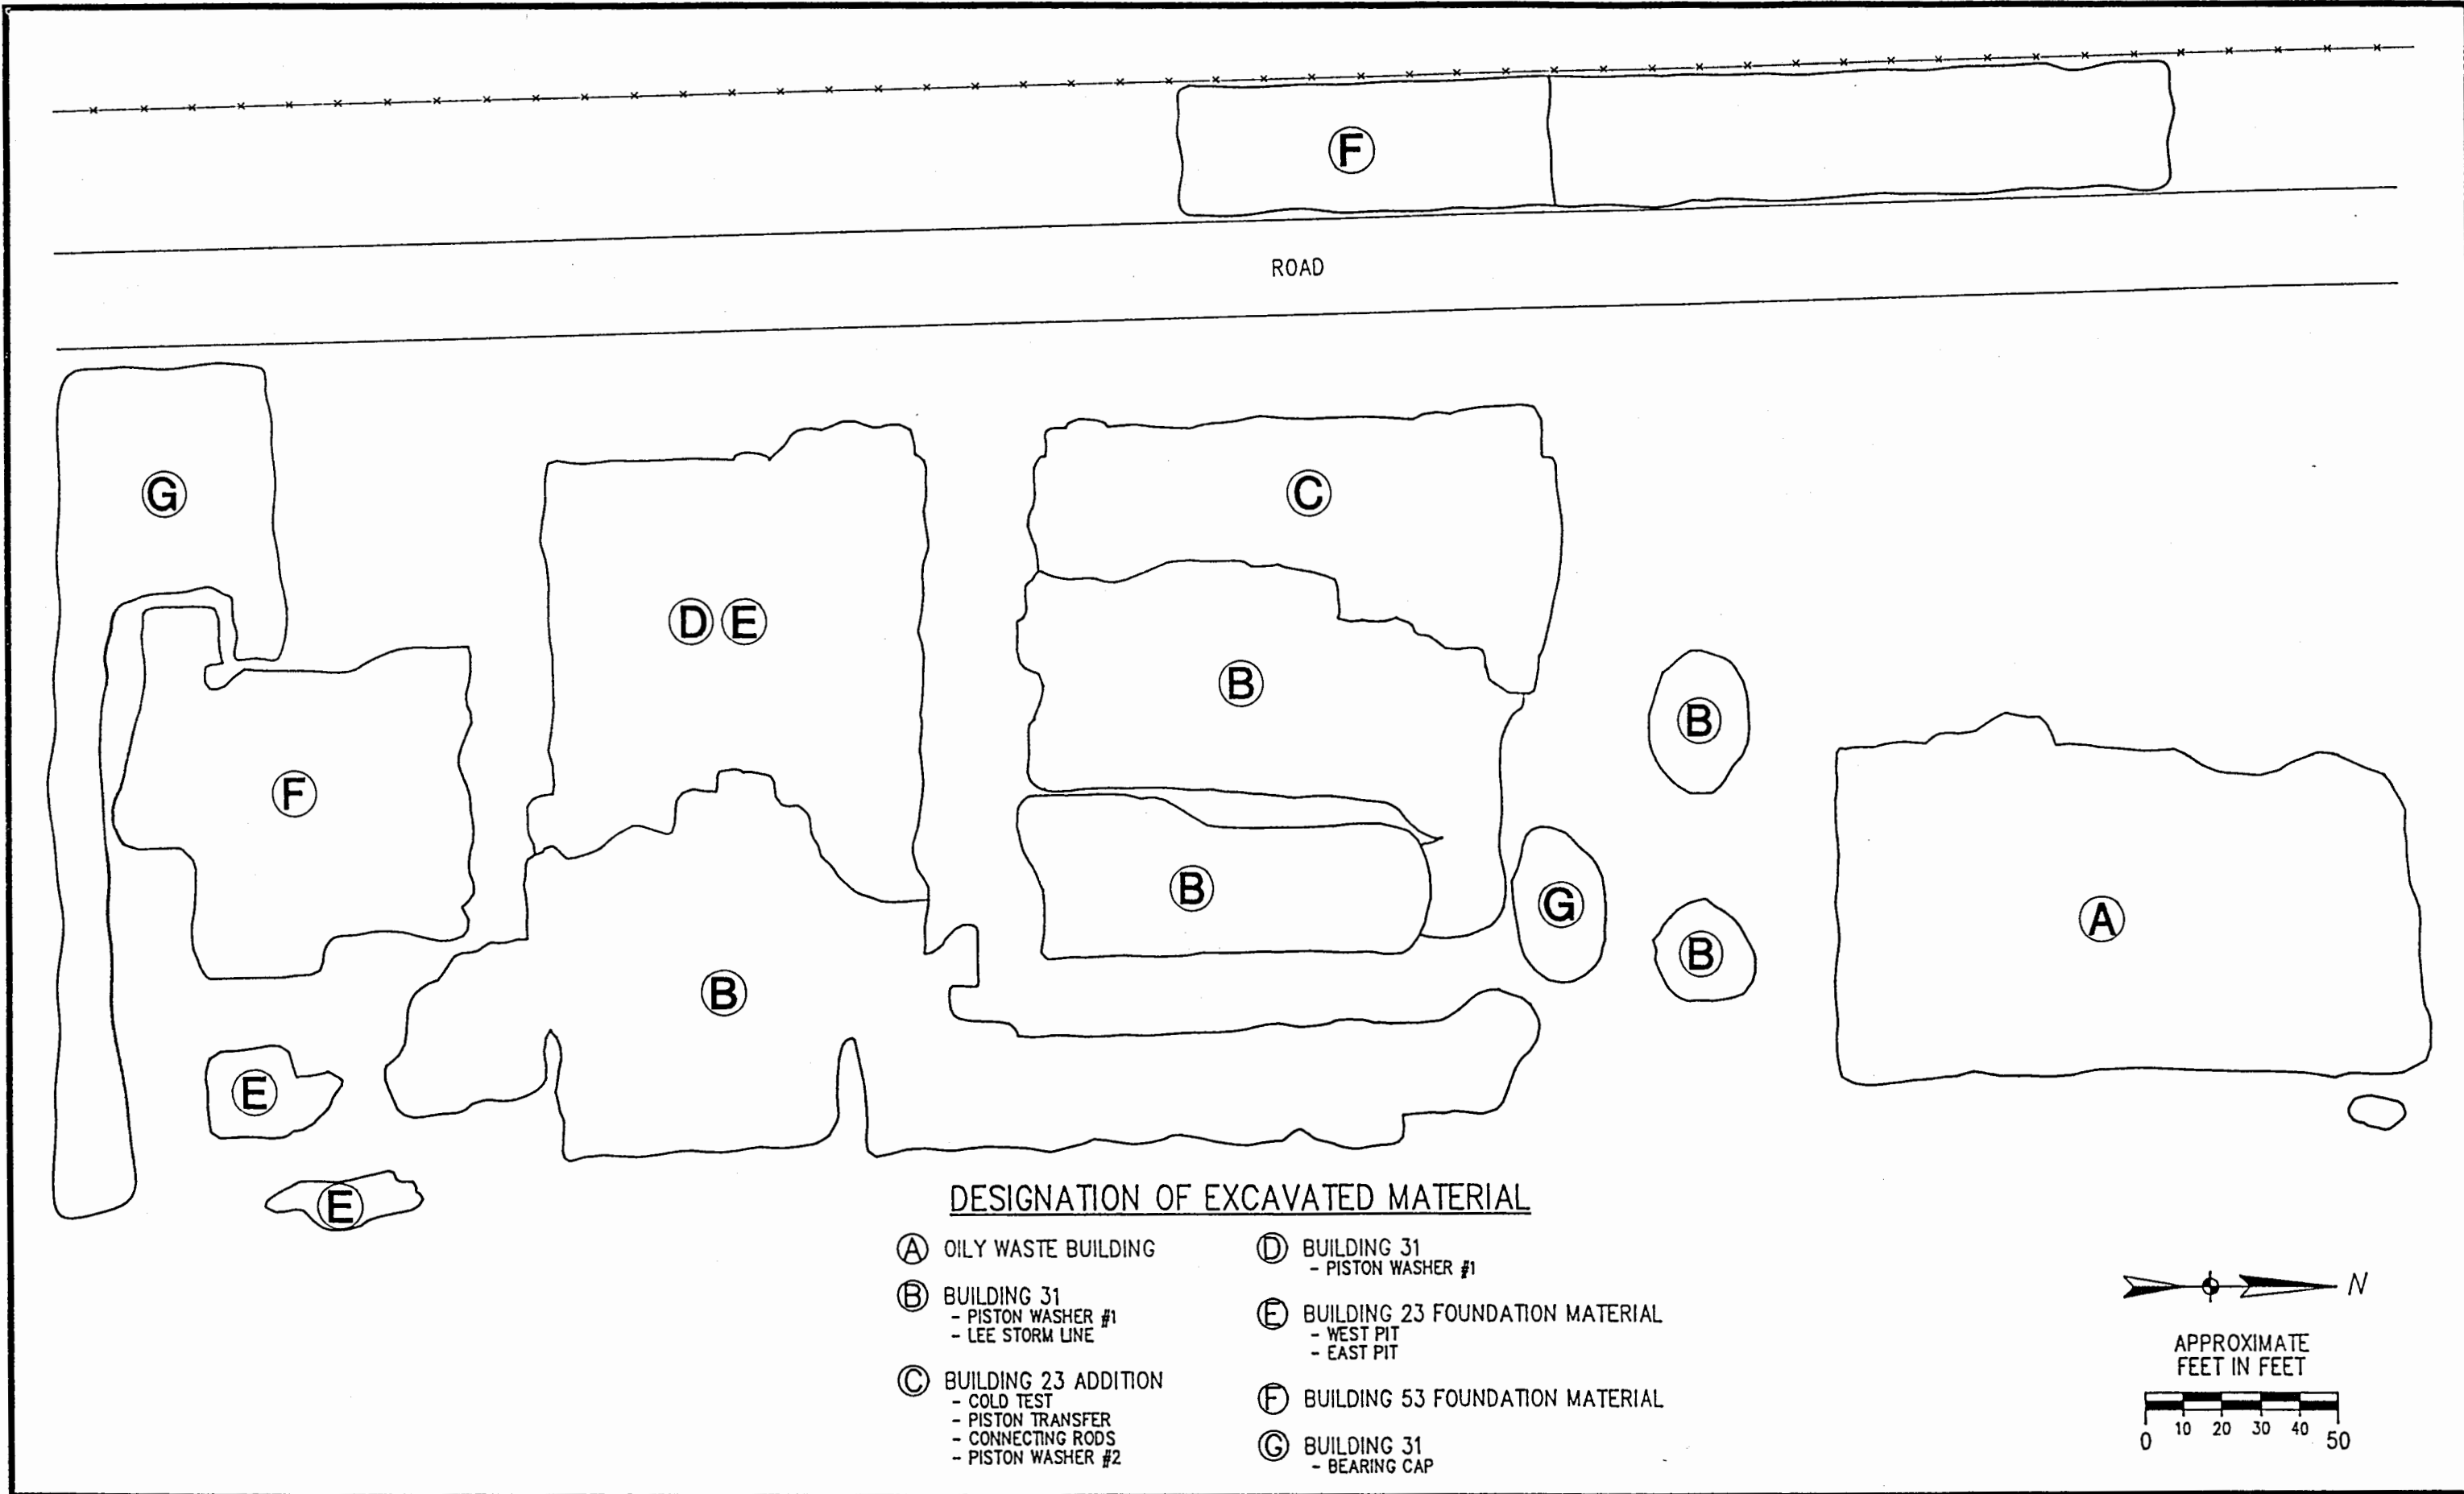 F
ROAD
G
C
D E
B
B
F
B
G
A
B
B
E
E
DESIGNATION OF EXCAVATED MATERIAL
A OILY WASTE BUILDING
B BUILDING 31
- PISTON WASHER #1
- LEE STORM LINE
C BUILDING 23 ADDITION
- COLD TEST
- PISTON TRANSFER
- CONNECTING RODS
- PISTON WASHER #2
D BUILDING 31
- PISTON WASHER #1
E BUILDING 23 FOUNDATION MATERIAL
- WEST PIT
- EAST PIT
F BUILDING 53 FOUNDATION MATERIAL
G BUILDING 31
- BEARING CAP
N
APPROXIMATE
FEET IN FEET
0 10 20 30 40 50